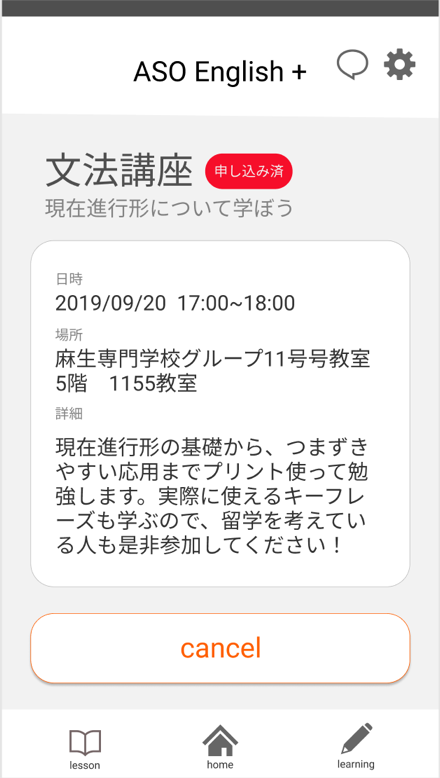 ASO English +
文法講座 申し込み済
現在進行形について学ぼう
日時
2019/09/20 17:00~18:00
場所
麻生専門学校グループ11号号教室
5階　1155教室
詳細
現在進行形の基礎から、つまずき
やすい応用までプリント使って勉
強します。実際に使えるキーフレ
ーズも学ぶので、留学を考えてい
る人も是非参加してください！
cancel
lesson home learning